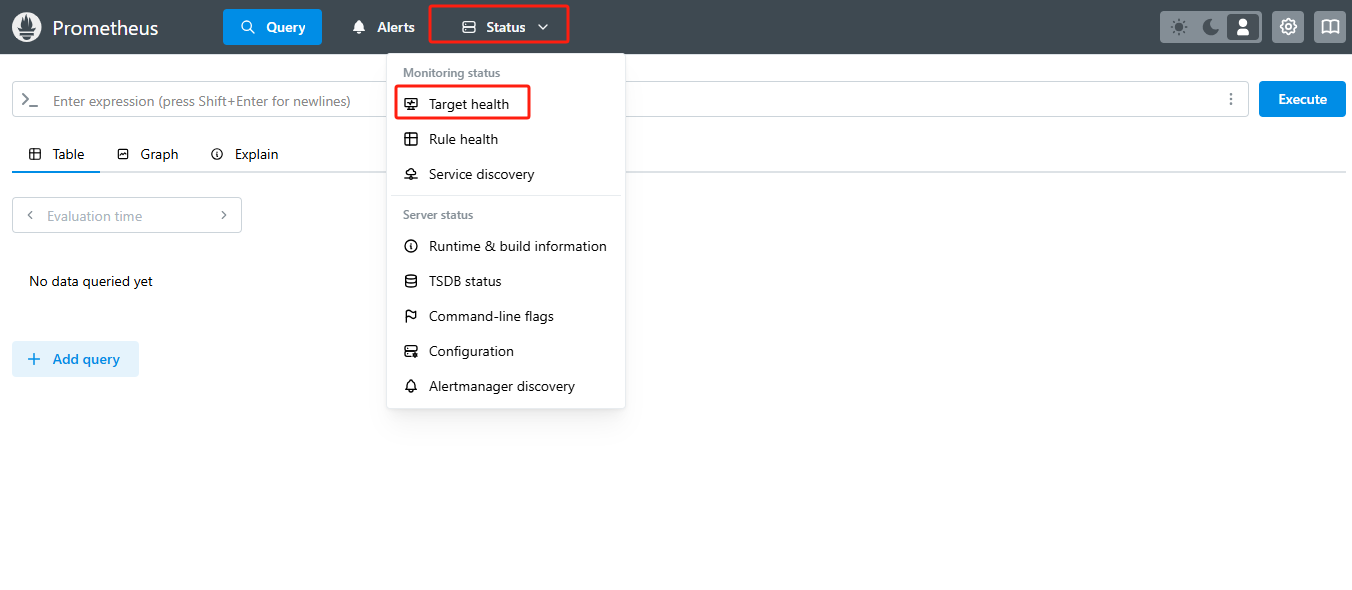 Prometheus Query Alerts Status
Monitoring status
Enter expression (press Shift+Enter for newlines) Execute
Target health
Rule health
Table Graph Explain
Service discovery
Evaluation time
Server status
Runtime & build information
No data queried yet
TSDB status
Command-line flags
Add query
Configuration
Alertmanager discovery